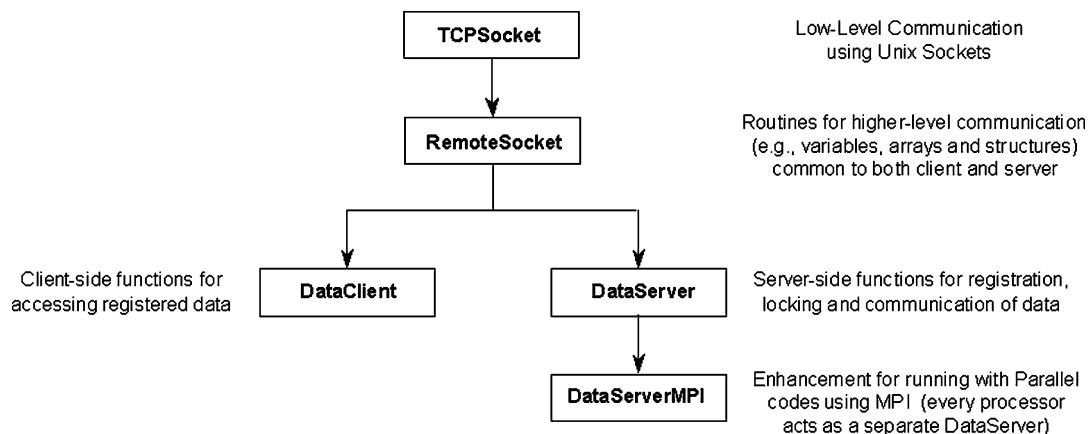 TCPSocket
Low-Level Communication
using Unix Sockets
RemoteSocket
Routines for higher-level communication
(e.g., variables, arrays and structures)
common to both client and server
Client-side functions for
accessing registered data
DataClient
DataServer
Server-side functions for registration,
locking and communication of data
DataServerMPI
Enhancement for running with Parallel
codes using MPI (every processor
acts as a separate DataServer)